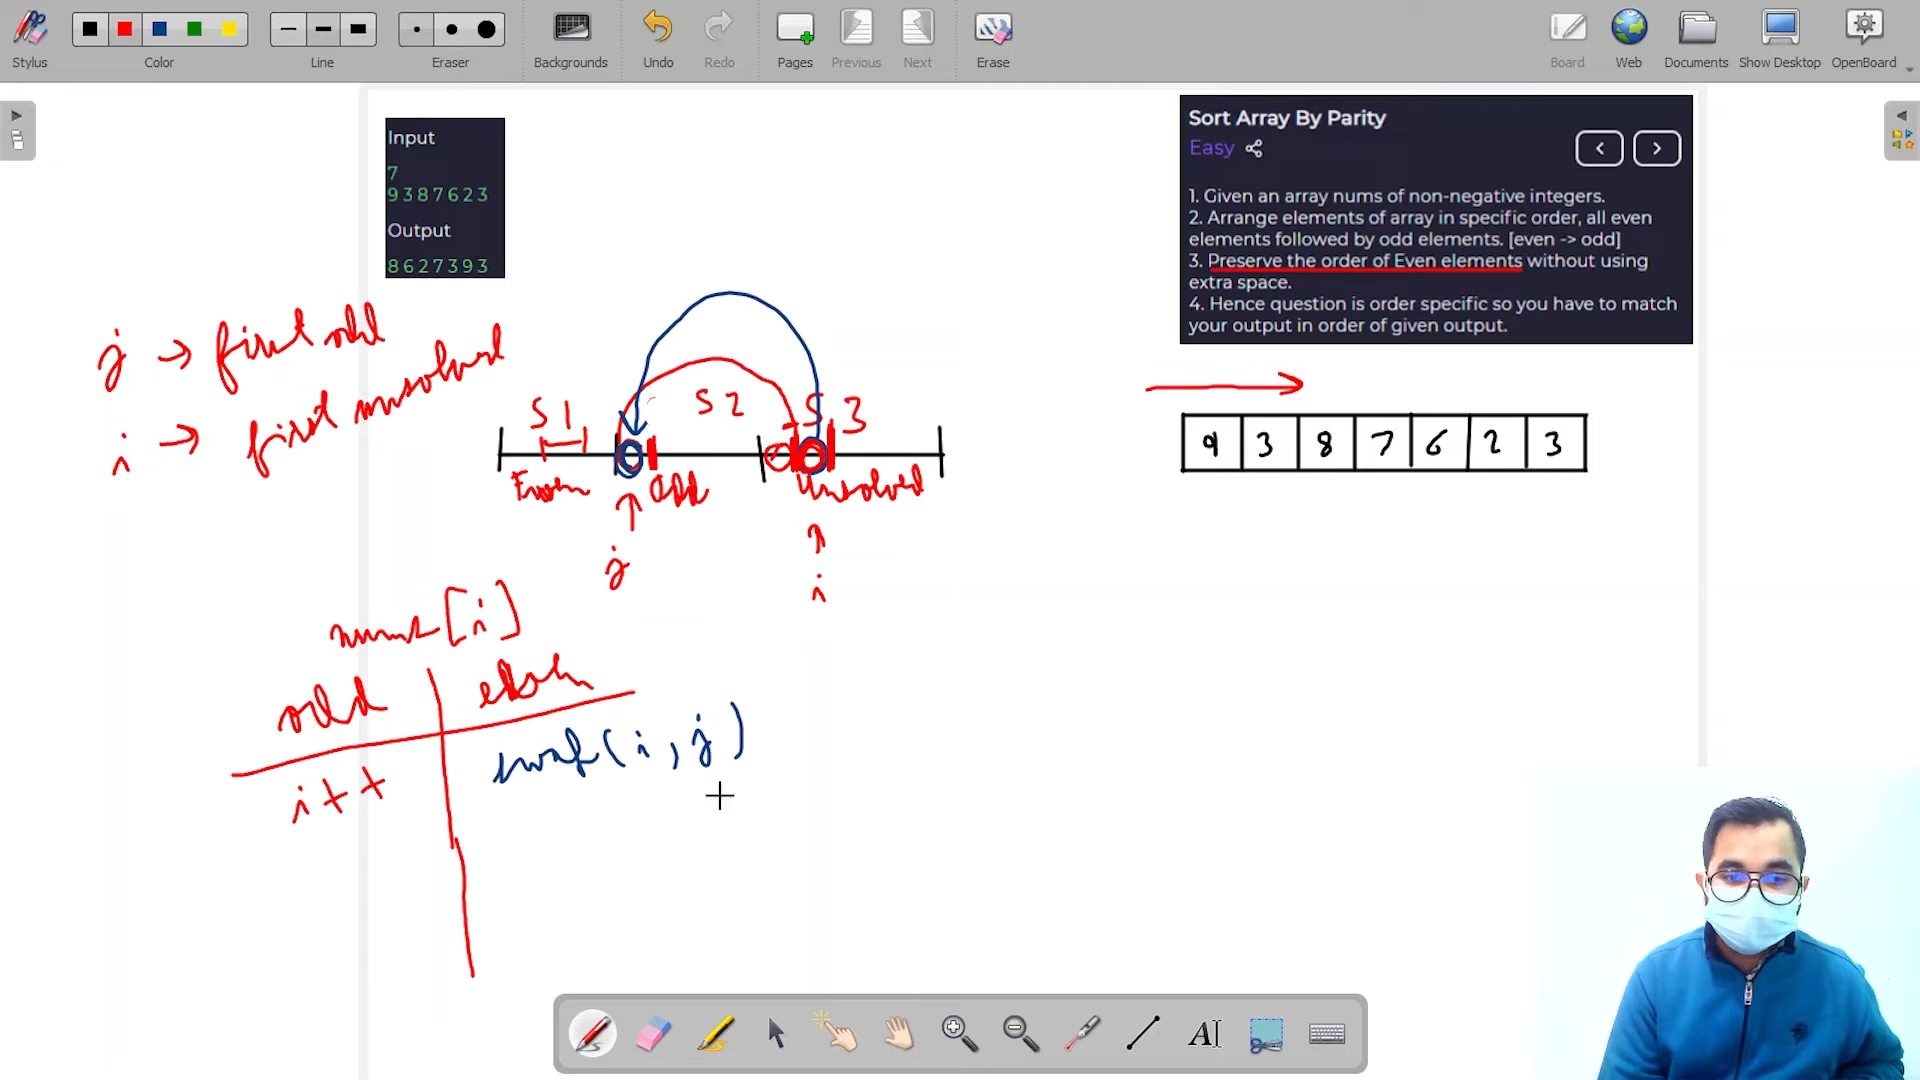 Stylus
Color
Line
Eraser
Backgrounds
Undo
Redo
Pages
Previous
Next
Erase
Board
Web
Documents
Show Desktop
OpenBoard
Input
7
9 3 8 7 6 2 3
Output
8 6 2 7 3 9 3
Sort Array By Parity
Easy
1. Given an array nums of non-negative integers.
2. Arrange elements of array in specific order, all even
elements followed by odd elements. [even -> odd]
3. Preserve the order of Even elements without using
extra space.
4. Hence question is order specific so you have to match
your output in order of given output.
j → first odd
i → first unsolved
S1
S2
S3
Even
odd
Unsolved
j
i
9 3 8 7 6 2 3
nums[i]
odd
even
i++
swap(i, j)